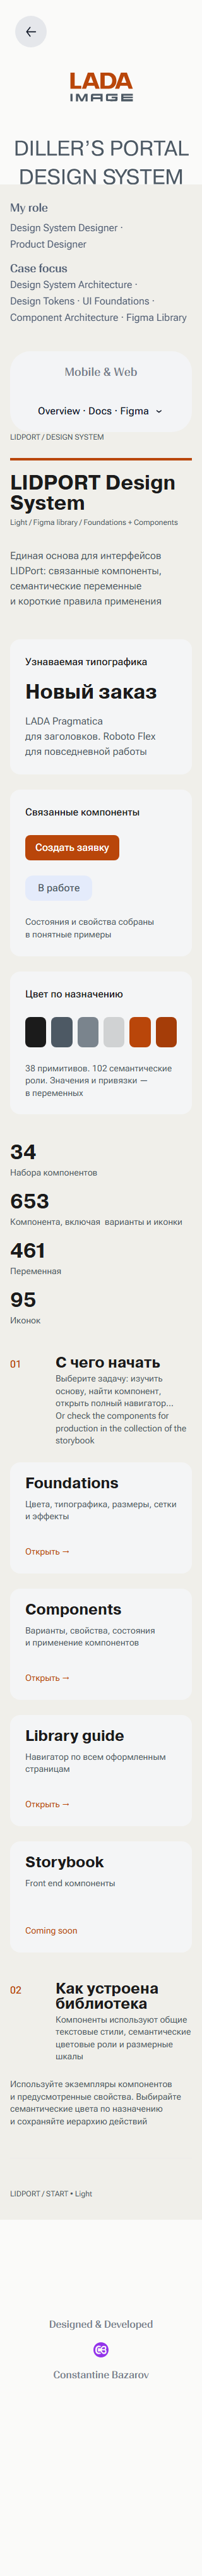 LADA
IMAGE
DILLER’S PORTAL
DESIGN SYSTEM
My role
Design System Designer ·
Product Designer
Case focus
Design System Architecture ·
Design Tokens · UI Foundations ·
Component Architecture · Figma Library
Mobile & Web
Overview · Docs · Figma
LIDPORT / DESIGN SYSTEM
LIDPORT Design
System
Light / Figma library / Foundations + Components
Единая основа для интерфейсов
LIDPort: связанные компоненты,
семантические переменные
и короткие правила применения
Узнаваемая типографика
Новый заказ
LADA Pragmatica
для заголовков. Roboto Flex
для повседневной работы
Связанные компоненты
Создать заявку
В работе
Состояния и свойства собраны
в понятные примеры
Цвет по назначению
38 примитивов. 102 семантические
роли. Значения и привязки —
в переменных
34
Набора компонентов
653
Компонента, включая варианты и иконки
461
Переменная
95
Иконок
01
С чего начать
Выберите задачу: изучить
основу, найти компонент,
открыть полный навигатор...
Or check the components for
production in the collection of the
storybook
Foundations
Цвета, типографика, размеры, сетки
и эффекты
Открыть →
Components
Варианты, свойства, состояния
и применение компонентов
Открыть →
Library guide
Навигатор по всем оформленным
страницам
Открыть →
Storybook
Front end компоненты
Coming soon
02
Как устроена
библиотека
Компоненты используют общие
текстовые стили, семантические
цветовые роли и размерные
шкалы
Используйте экземпляры компонентов
и предусмотренные свойства. Выбирайте
семантические цвета по назначению
и сохраняйте иерархию действий
LIDPORT / START • Light
Designed & Developed
CB
Constantine Bazarov